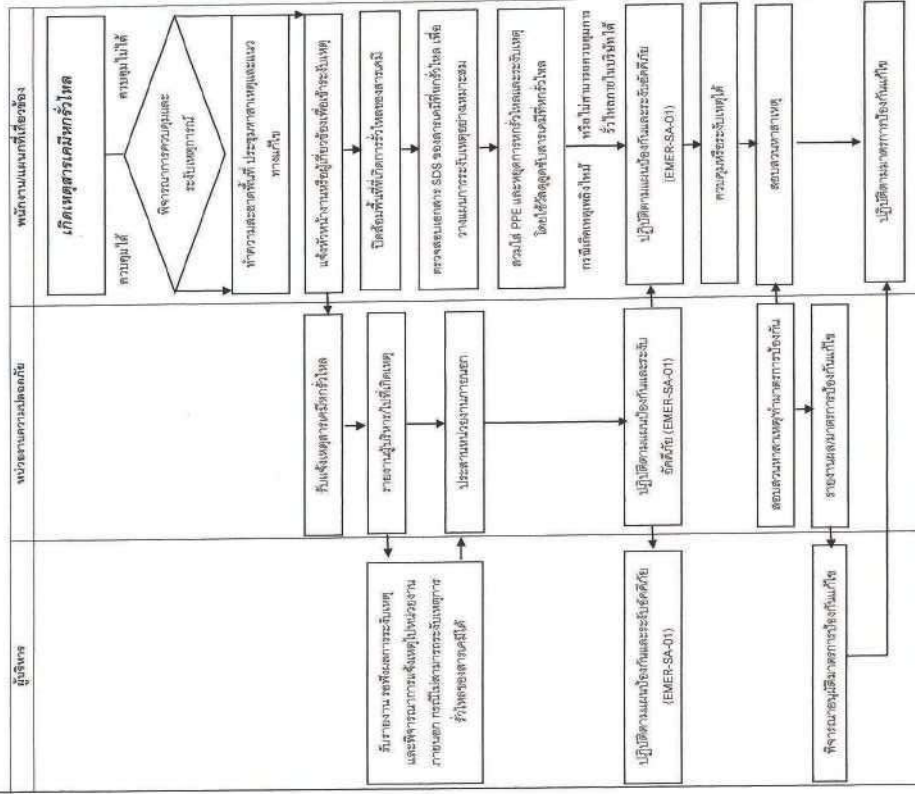 ผู้บริหาร
หน่วยงานความปลอดภัย
พนักงาน/แผนกที่เกี่ยวข้อง
เกิดเหตุสารเคมีหกรั่วไหล
ควบคุมได้
ควบคุมไม่ได้
พิจารณาการควบคุมและ
ระงับเหตุการณ์
ทำความสะอาดพื้นที่ ประชุมหาสาเหตุและแนว
ทางแก้ไข
แจ้งหัวหน้างานหรือผู้เกี่ยวข้องเพื่อเข้าระงับเหตุ
รับแจ้งเหตุสารเคมีหกรั่วไหล
ปิดล้อมพื้นที่ที่เกิดการรั่วไหลของสารเคมี
รายงานผู้บริหาร/ไปที่เกิดเหตุ
รับรายงาน รอฟังผลการระงับเหตุ
และพิจารณาการแจ้งเหตุไปหน่วยงาน
ภายนอก กรณีไม่สามารถระงับเหตุการ
รั่วไหลของสารเคมีได้
ตรวจสอบเอกสาร SDS ของสารเคมีที่หกรั่วไหล เพื่อ
วางแผนการระงับเหตุอย่างเหมาะสม
ประสานหน่วยงานภายนอก
สวมใส่ PPE และหยุดการหกรั่วไหลและระงับเหตุ
โดยใช้วัสดุดูดซับสารเคมีที่หกรั่วไหล
กรณีเกิดเหตุเพลิงไหม้ หรือไม่สามารถควบคุมการ
รั่วไหลภายในบริษัทได้
ปฏิบัติตามแผนป้องกันและระงับอัคคีภัย
(EMER-SA-01)
ปฏิบัติตามแผนป้องกันและระงับ
อัคคีภัย (EMER-SA-01)
ปฏิบัติตามแผนป้องกันและระงับอัคคีภัย
(EMER-SA-01)
ควบคุมหรือระงับเหตุได้
สอบสวนหาสาเหตุทำมาตรการป้องกัน
สอบสวนหาสาเหตุ
รายงานผล/มาตรการป้องกันแก้ไข
พิจารณาอนุมัติมาตรการป้องกันแก้ไข
ปฏิบัติตามมาตรการป้องกันแก้ไข